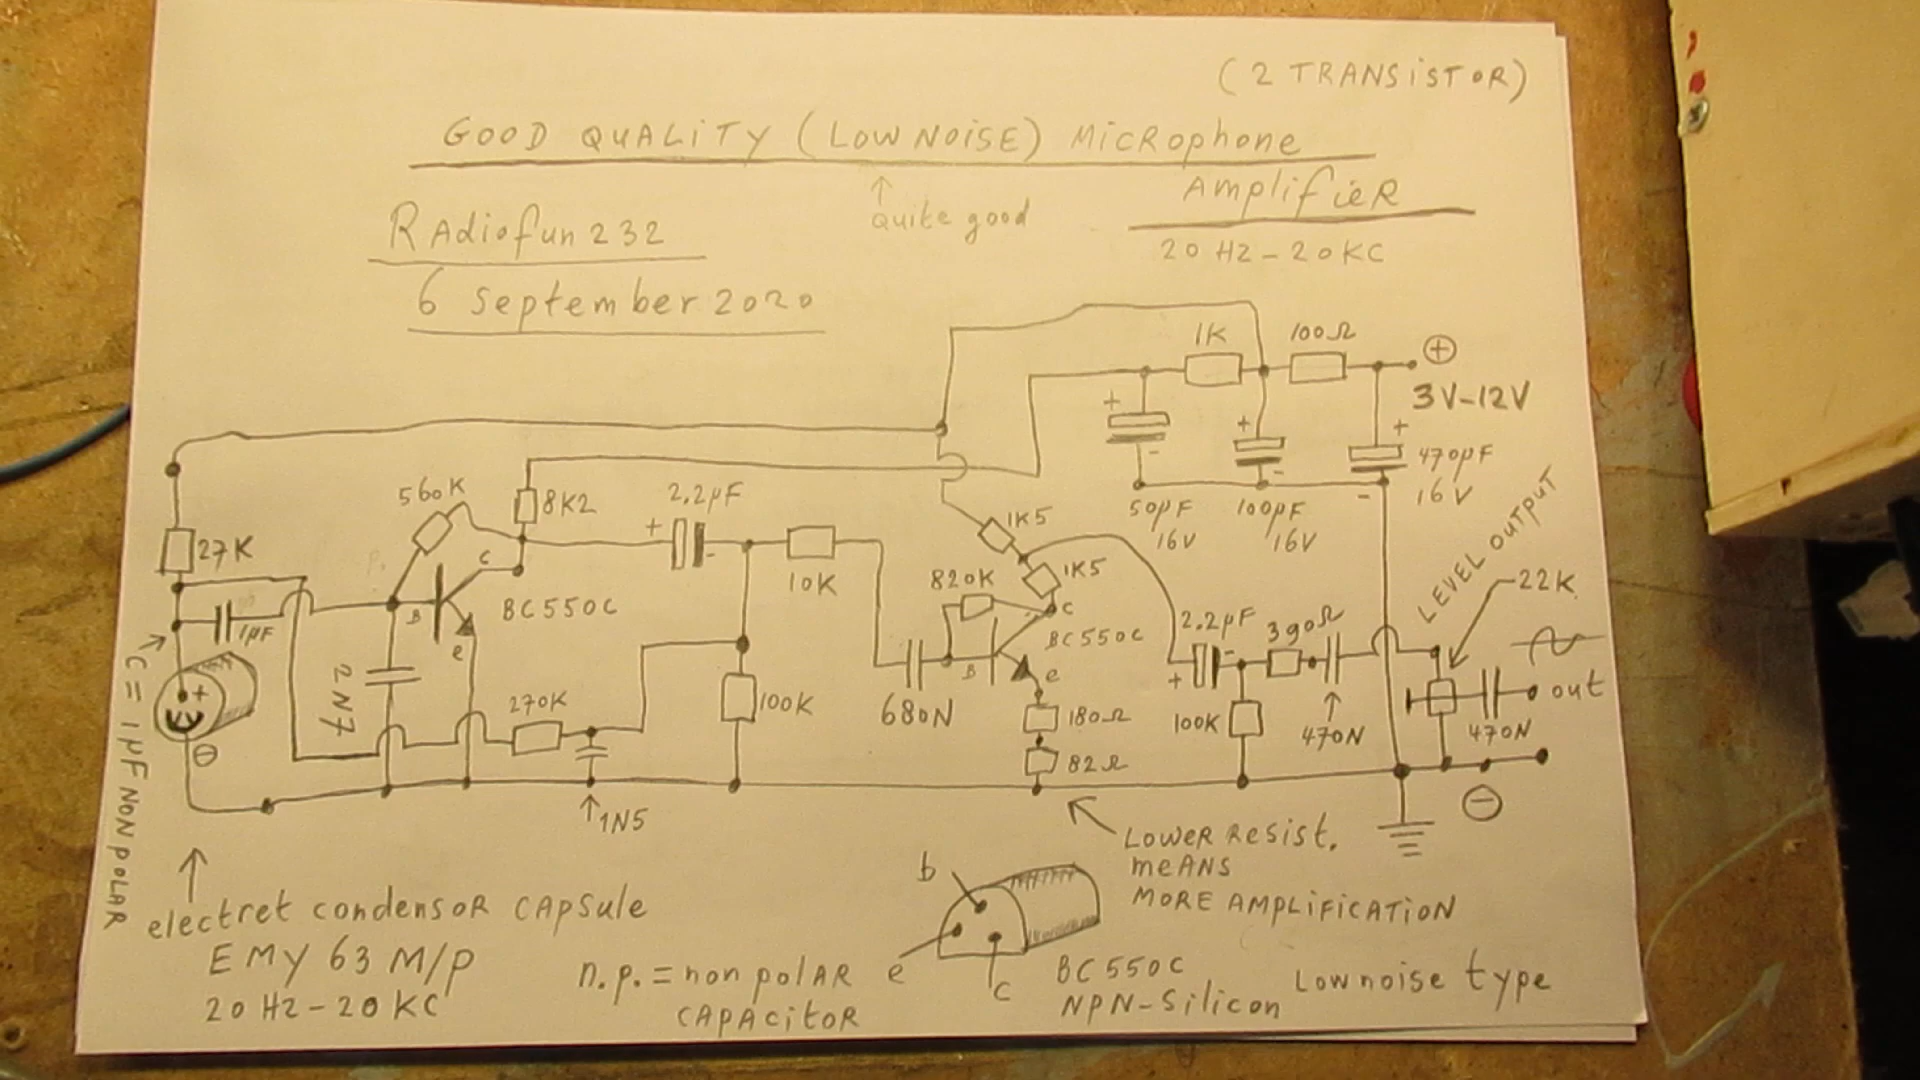 (2 TRANSiSTOR)
GOOD QUALiTY (LOW NOiSE) MiCROphone
AmplifieR
↑
quite good
20 HZ - 20 KC
RAdiofun 232
6 September 2020
1K
100Ω
+
3V-12V
+
-
50µF
16V
+
-
100µF
16V
+
-
470µF
16V
560K
8K2
2.2µF
+
-
27K
10K
1K5
1K5
820K
1µF
B
C
e
BC550C
B
C
e
BC550C
2.2µF
+
-
390Ω
LEVEL OUTPUT
22K
2N7
270K
100K
680N
180Ω
82Ω
100K
470N
470N
out
+
-
-
C = 1µF NON POLAR
1N5
LOWER RESIST.
MEANS
MORE AMPLIFICATION
electret condensoR CAPSule
EMY 63 M/P
20 HZ - 20 KC
n.p. = non polAR
CAPACitoR
b
e
c
BC550C
NPN-Silicon
Low noise type